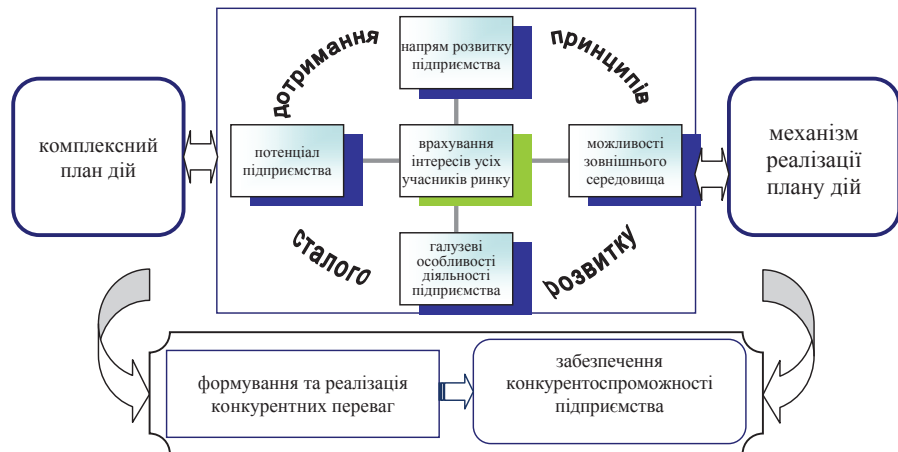 дотримання
принципів
напрям розвитку
підприємства
комплексний
план дій
потенціал
підприємства
врахування
інтересів усіх
учасників ринку
можливості
зовнішнього
середовища
механізм
реалізації
плану дій
сталого
розвитку
галузеві
особливості
діяльності
підприємства
формування та реалізація
конкурентних переваг
забезпечення
конкурентоспроможності
підприємства